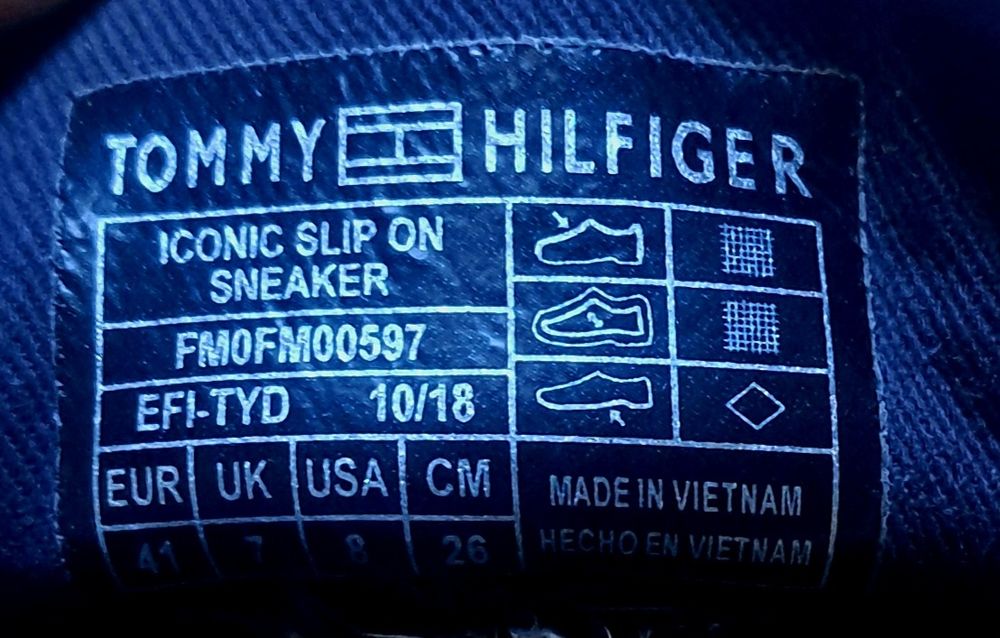 TOMMY HILFIGER
ICONIC SLIP ON
SNEAKER
FM0FM00597
EFI-TYD 10/18
EUR UK USA CM
41 7 8 26
MADE IN VIETNAM
HECHO EN VIETNAM